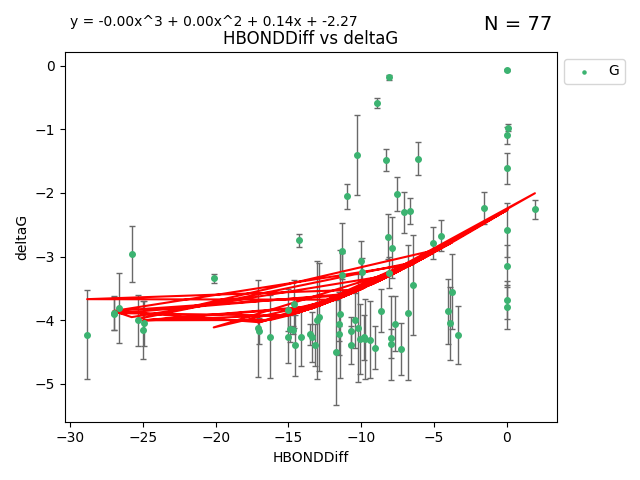 y = -0.00x^3 + 0.00x^2 + 0.14x + -2.27
N = 77
HBONDDiff vs deltaG
G
deltaG
0
−1
−2
−3
−4
−5
−30 −25 −20 −15 −10 −5 0
HBONDDiff